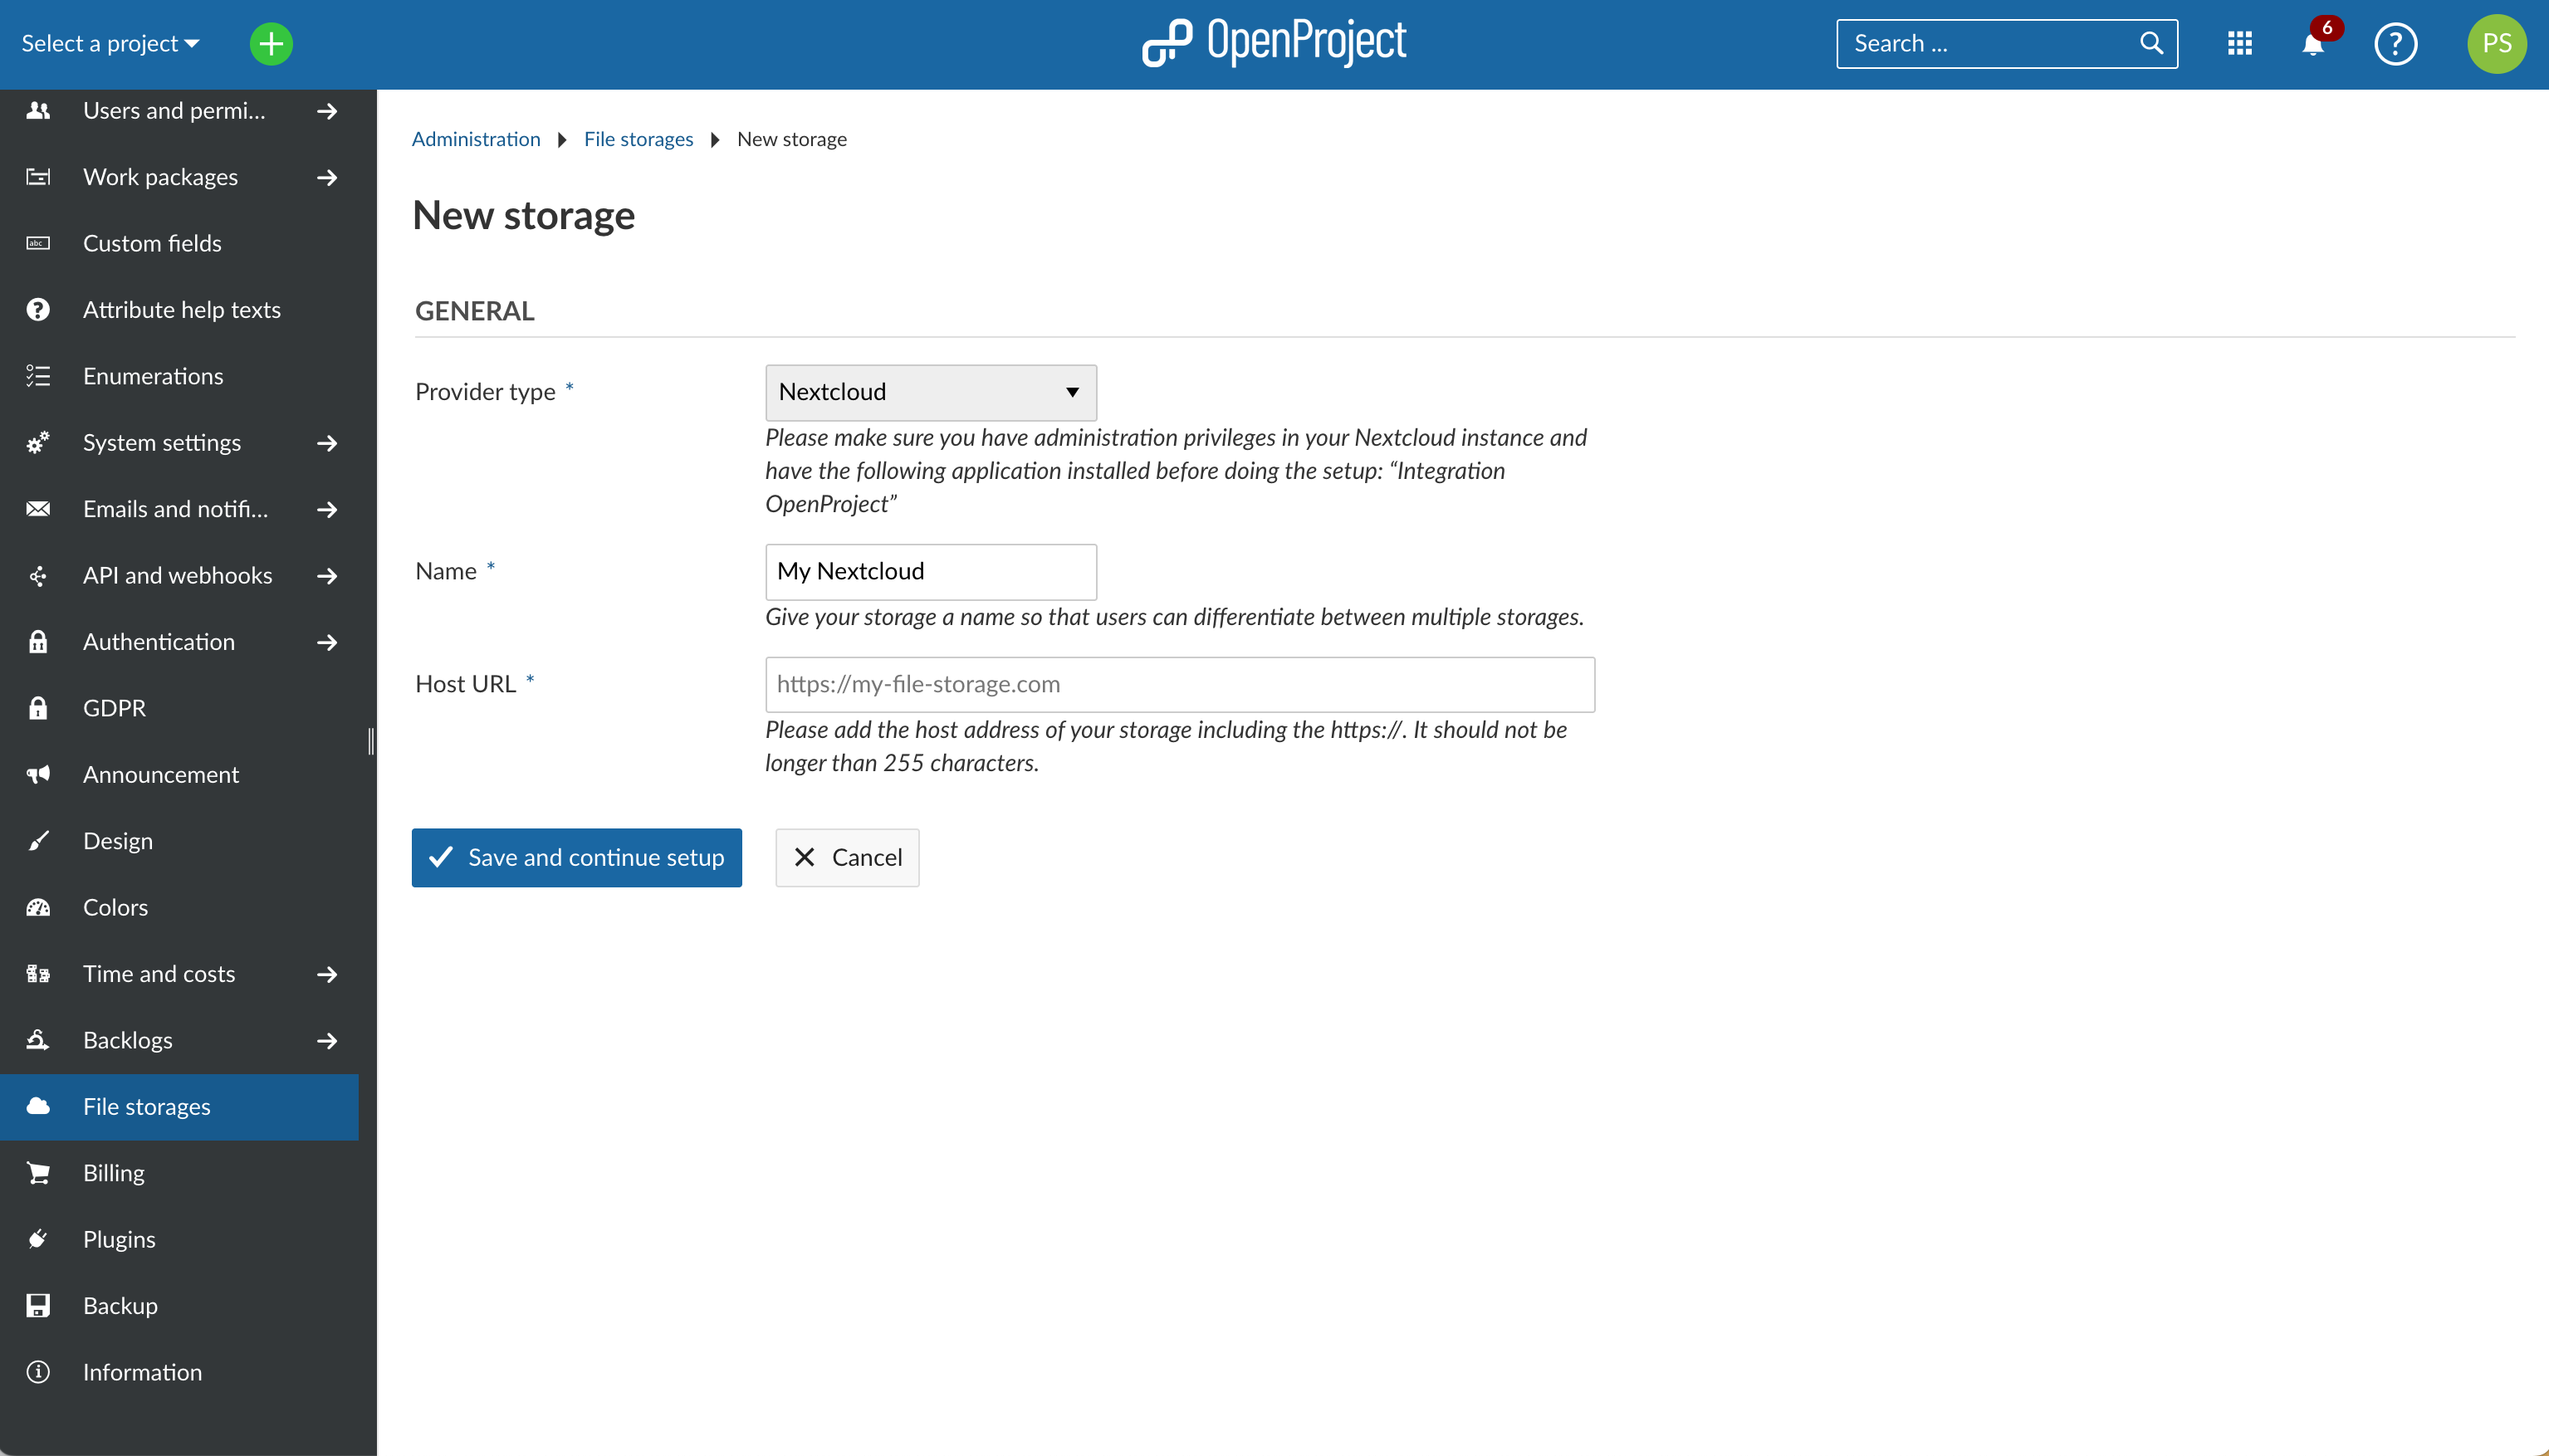 Select a project
OpenProject
Search ...
6
?
PS
Users and permi...
Work packages
Custom fields
Attribute help texts
Enumerations
System settings
Emails and notifi...
API and webhooks
Authentication
GDPR
Announcement
Design
Colors
Time and costs
Backlogs
File storages
Billing
Plugins
Backup
Information
Administration File storages New storage
New storage
GENERAL
Provider type *
Nextcloud
Please make sure you have administration privileges in your Nextcloud instance and
have the following application installed before doing the setup: “Integration
OpenProject”
Name *
My Nextcloud
Give your storage a name so that users can differentiate between multiple storages.
Host URL *
https://my-file-storage.com
Please add the host address of your storage including the https://. It should not be
longer than 255 characters.
Save and continue setup
Cancel